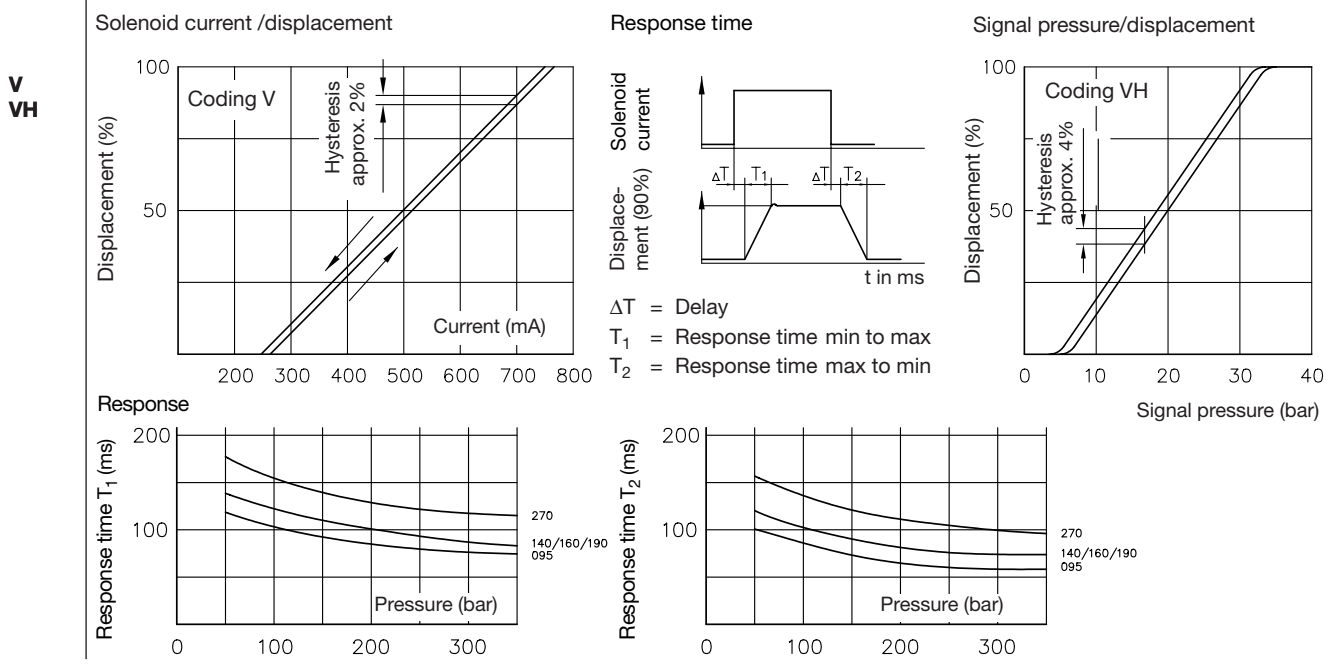 V
VH
Solenoid current /displacement
100
50
Displacement (%)
Coding V
Hysteresis
approx. 2%
Current (mA)
200 300 400 500 600 700 800
Response time
Solenoid
current
ΔT T1 ΔT T2
Displace-
ment (90%)
t in ms
ΔT = Delay
T1 = Response time min to max
T2 = Response time max to min
Signal pressure/displacement
100
50
Displacement (%)
Coding VH
Hysteresis
approx. 4%
0 10 20 30 40
Signal pressure (bar)
Response
200
100
Response time T1 (ms)
270
140/160/190
095
Pressure (bar)
0 100 200 300
200
100
Response time T2 (ms)
270
140/160/190
095
Pressure (bar)
0 100 200 300